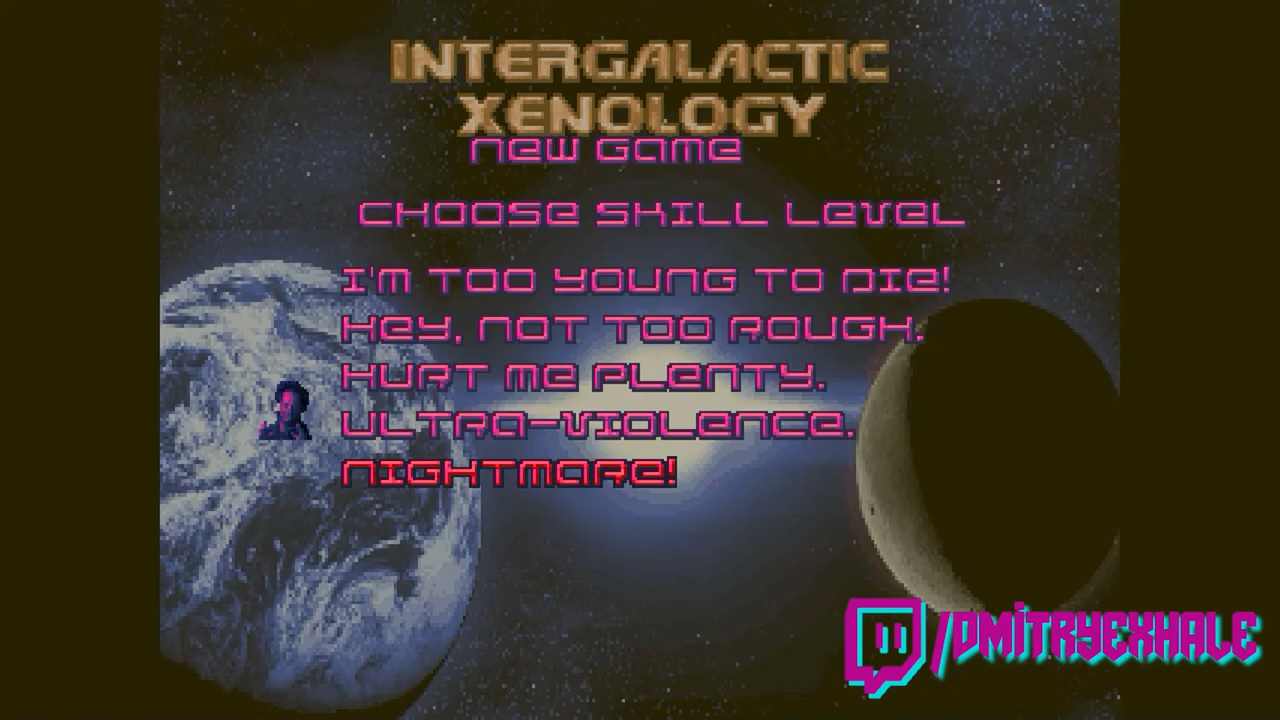 INTERGALACTIC
XENOLOGY
NEW GAME
CHOOSE SKILL LEVEL
I'M TOO YOUNG TO DIE!
HEY, NOT TOO ROUGH.
HURT ME PLENTY.
ULTRA-VIOLENCE.
NIGHTMARE!
/DMITRYEXHALE